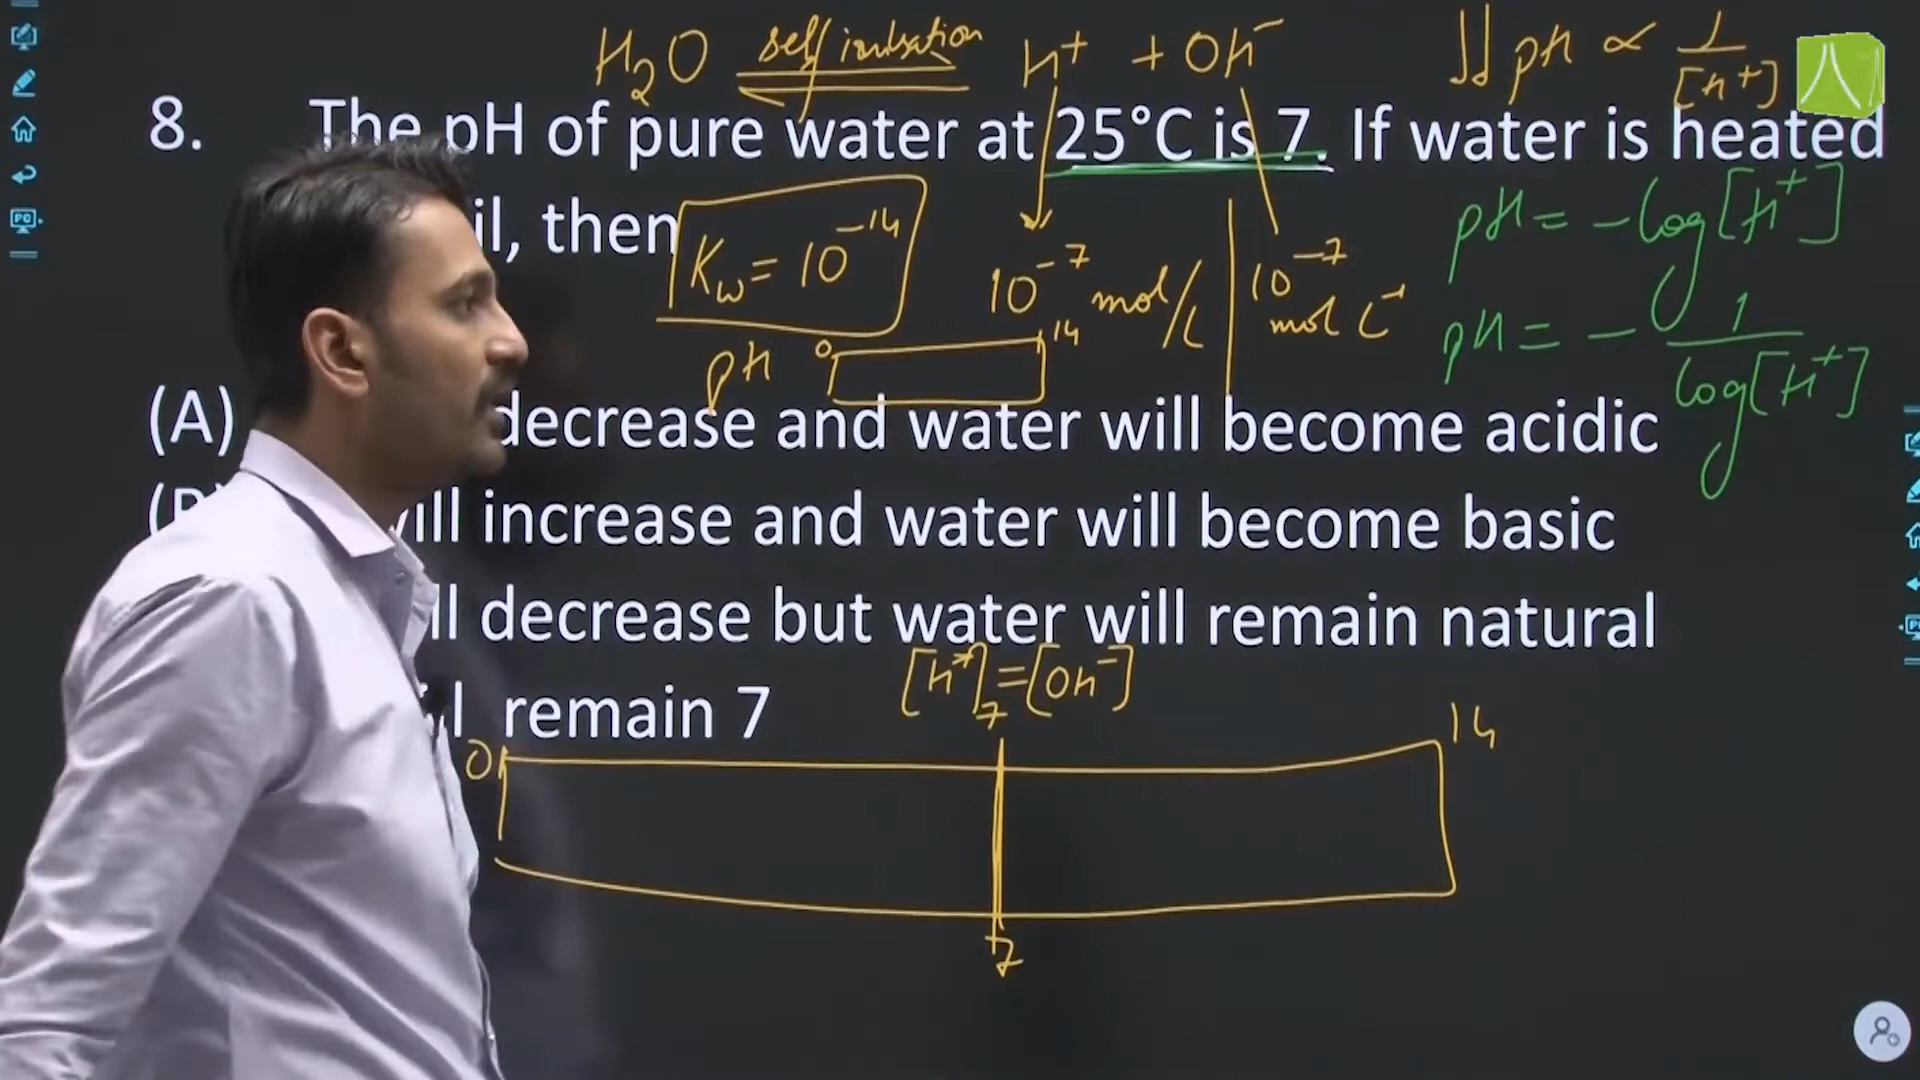 H₂O self ionisation H⁺ + OH⁻
pH ∝ 1/[H⁺]
8. The pH of pure water at 25°C is 7. If water is heated
il, then
Kw = 10⁻¹⁴
10⁻⁷ mol/L
10⁻⁷ mol L⁻¹
pH = -log[H⁺]
pH = - 1/log[H⁺]
pH 0 14
(A) decrease and water will become acidic
will increase and water will become basic
ll decrease but water will remain natural
[H⁺] = [OH⁻]
l remain 7
0 7 14
7